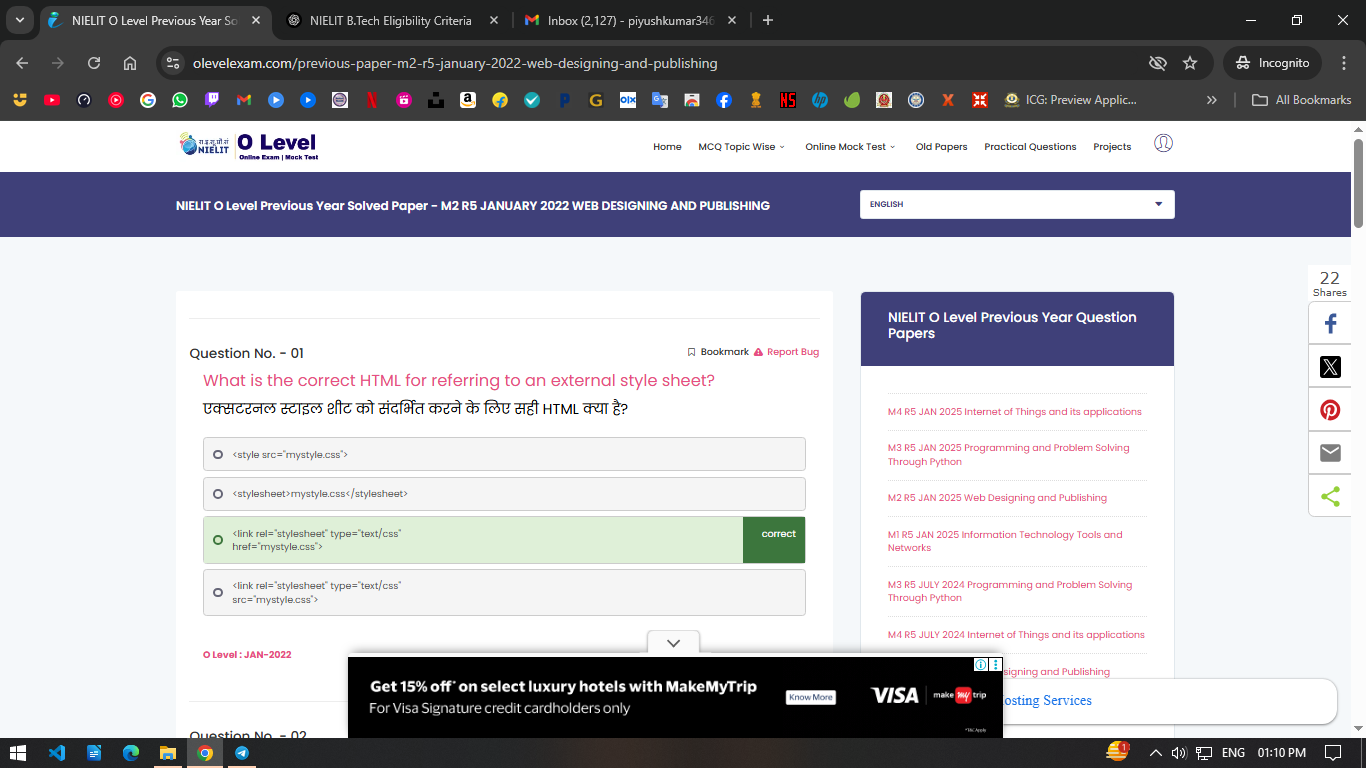 NIELIT O Level Previous Year So
NIELIT B.Tech Eligibility Criteria
Inbox (2,127) - piyushkumar346
olevelexam.com/previous-paper-m2-r5-january-2022-web-designing-and-publishing
Incognito
ICG: Preview Applic...
All Bookmarks
रा.इ.सू.प्रौ.सं
NIELIT
O Level
Online Exam | Mock Test
Home
MCQ Topic Wise
Online Mock Test
Old Papers
Practical Questions
Projects
NIELIT O Level Previous Year Solved Paper - M2 R5 JANUARY 2022 WEB DESIGNING AND PUBLISHING
ENGLISH
Question No. - 01
Bookmark
Report Bug
What is the correct HTML for referring to an external style sheet?
एक्सटरनल स्टाइल शीट को संदर्भित करने के लिए सही HTML क्या है?
<style src="mystyle.css">
<stylesheet>mystyle.css</stylesheet>
<link rel="stylesheet" type="text/css"
href="mystyle.css">
correct
<link rel="stylesheet" type="text/css"
src="mystyle.css">
O Level : JAN-2022
Question No. - 02
NIELIT O Level Previous Year Question
Papers
M4 R5 JAN 2025 Internet of Things and its applications
M3 R5 JAN 2025 Programming and Problem Solving
Through Python
M2 R5 JAN 2025 Web Designing and Publishing
M1 R5 JAN 2025 Information Technology Tools and
Networks
M3 R5 JULY 2024 Programming and Problem Solving
Through Python
M4 R5 JULY 2024 Internet of Things and its applications
signing and Publishing
osting Services
22
Shares
Get 15% off* on select luxury hotels with MakeMyTrip
For Visa Signature credit cardholders only
Know More
VISA
make my trip
*T&C Apply
1
ENG
01:10 PM